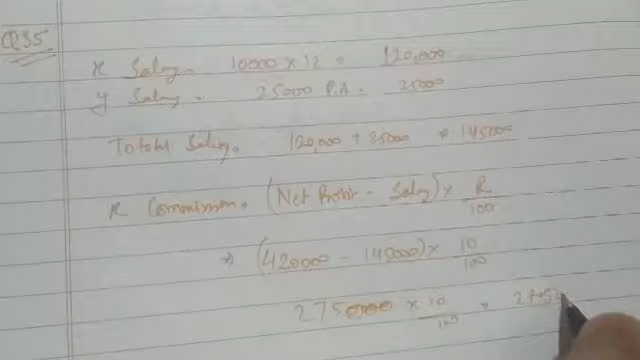 Q35
X Salary = 10000 × 12 = 120,000
y Salary = 25000 P.A = 25000
Total Salary = 120,000 + 25000 = 145000
X Commission = (Net Profit - Salary) × R/100
⇒ (420000 - 145000) × 10/100
275000 × 10/100 =